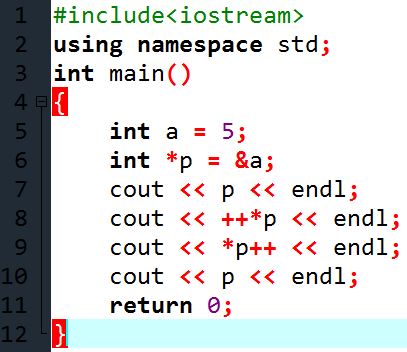 1 #include<iostream>
2 using namespace std;
3 int main()
4 {
5 int a = 5;
6 int *p = &a;
7 cout << p << endl;
8 cout << ++*p << endl;
9 cout << *p++ << endl;
10 cout << p << endl;
11 return 0;
12 }